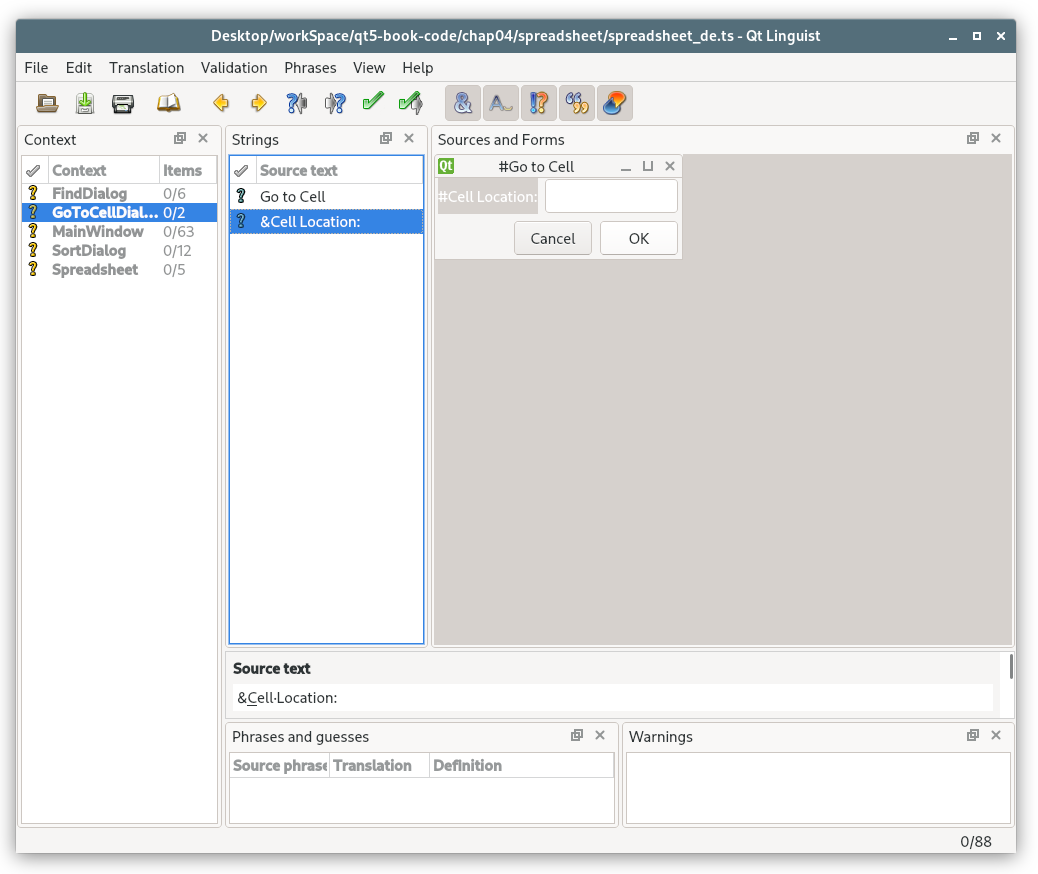 Desktop/workSpace/qt5-book-code/chap04/spreadsheet/spreadsheet_de.ts - Qt Linguist
File Edit Translation Validation Phrases View Help
Context
Context Items
FindDialog 0/6
GoToCellDial... 0/2
MainWindow 0/63
SortDialog 0/12
Spreadsheet 0/5
Strings
Source text
Go to Cell
&Cell Location:
Sources and Forms
Qt #Go to Cell
#Cell Location:
Cancel OK
Source text
&Cell·Location:
Phrases and guesses
Source phrase Translation Definition
Warnings
0/88